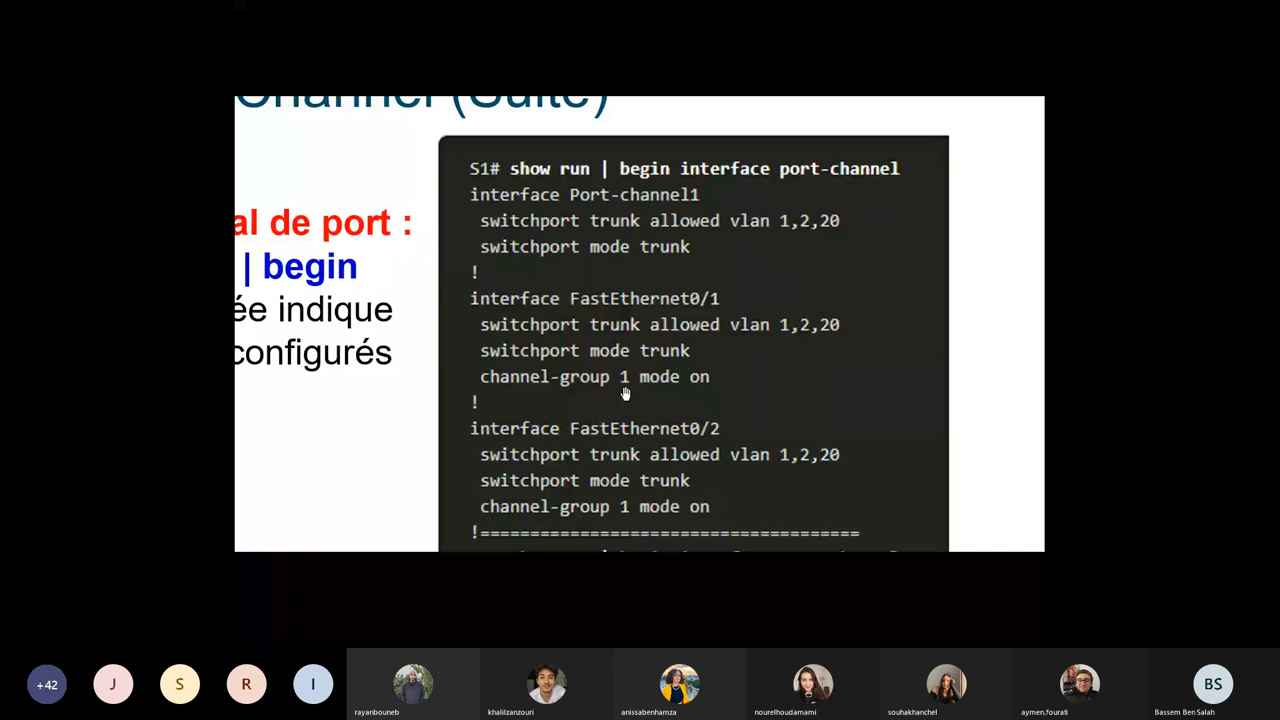 Channel (Suite)
al de port :
| begin
ée indique
configurés
S1# show run | begin interface port-channel
interface Port-channel1
switchport trunk allowed vlan 1,2,20
switchport mode trunk
!
interface FastEthernet0/1
switchport trunk allowed vlan 1,2,20
switchport mode trunk
channel-group 1 mode on
!
interface FastEthernet0/2
switchport trunk allowed vlan 1,2,20
switchport mode trunk
channel-group 1 mode on
!======================================
+42
J
S
R
I
BS
rayanbouneb
khalilzanzouri
anissabenhamza
nourelhoudamami
souhakhanchel
aymen.fourati
Bassem Ben Salah